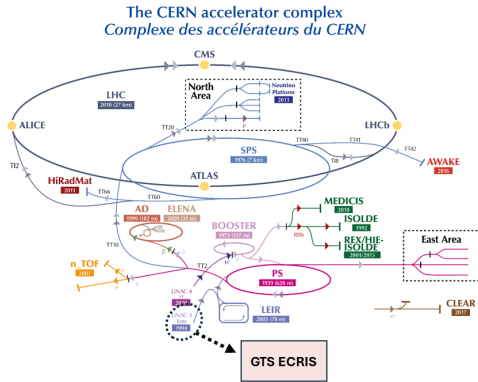 The CERN accelerator complex
Complexe des accélérateurs du CERN
CMS
LHC
2010 (27 km)
North
Area
Neutrino
Platform
2013
ALICE
TT20
LHCb
SPS
1976 (7 km)
TT40
TT41
TT42
TI8
TI2
AWAKE
2016
HiRadMat
2011
TT66
ATLAS
TT60
AD
1999 (182 m)
ELENA
2020 (31 m)
TT10
BOOSTER
1972 (157 m)
MEDICIS
2010
ISOLDE
1992
RIBs
REX/HIE-
ISOLDE
2001/2015
East Area
n_TOF
2001
TT2
PS
1959 (628 m)
LINAC 4
LINAC 3
Ions
1994
LEIR
2005 (78 m)
CLEAR
2017
GTS ECRIS